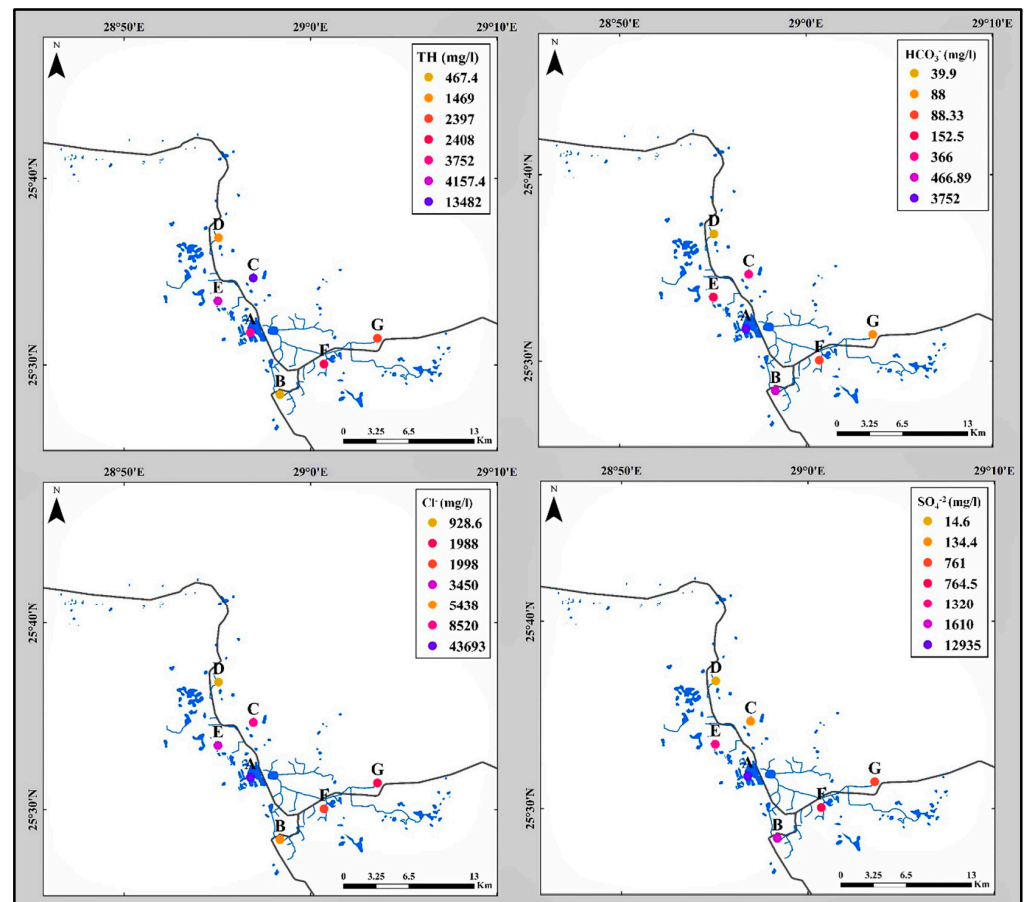 28°50'E 29°0'E 29°10'E
N
TH (mg/l)
467.4
1469
2397
2408
3752
4157.4
13482
25°40'N
25°30'N
D
C
E
A
G
F
B
0 3.25 6.5 13
Km
28°50'E 29°0'E 29°10'E
N
HCO₃⁻ (mg/l)
39.9
88
88.33
152.5
366
466.89
3752
25°40'N
25°30'N
D
C
E
A
G
F
B
0 3.25 6.5 13
Km
28°50'E 29°0'E 29°10'E
N
Cl⁻ (mg/l)
928.6
1988
1998
3450
5438
8520
43693
25°40'N
25°30'N
D
C
E
A
G
F
B
0 3.25 6.5 13
Km
28°50'E 29°0'E 29°10'E
N
SO₄⁻² (mg/l)
14.6
134.4
761
764.5
1320
1610
12935
25°40'N
25°30'N
D
C
E
A
G
F
B
0 3.25 6.5 13
Km